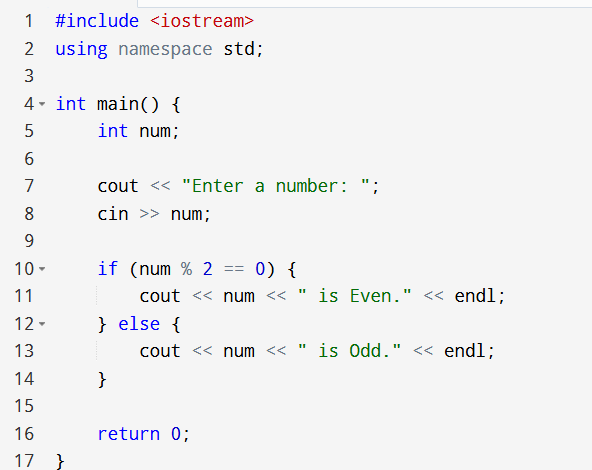 1 #include <iostream>
2 using namespace std;
3
4 int main() {
5     int num;
6
7     cout << "Enter a number: ";
8     cin >> num;
9
10     if (num % 2 == 0) {
11         cout << num << " is Even." << endl;
12     } else {
13         cout << num << " is Odd." << endl;
14     }
15
16     return 0;
17 }